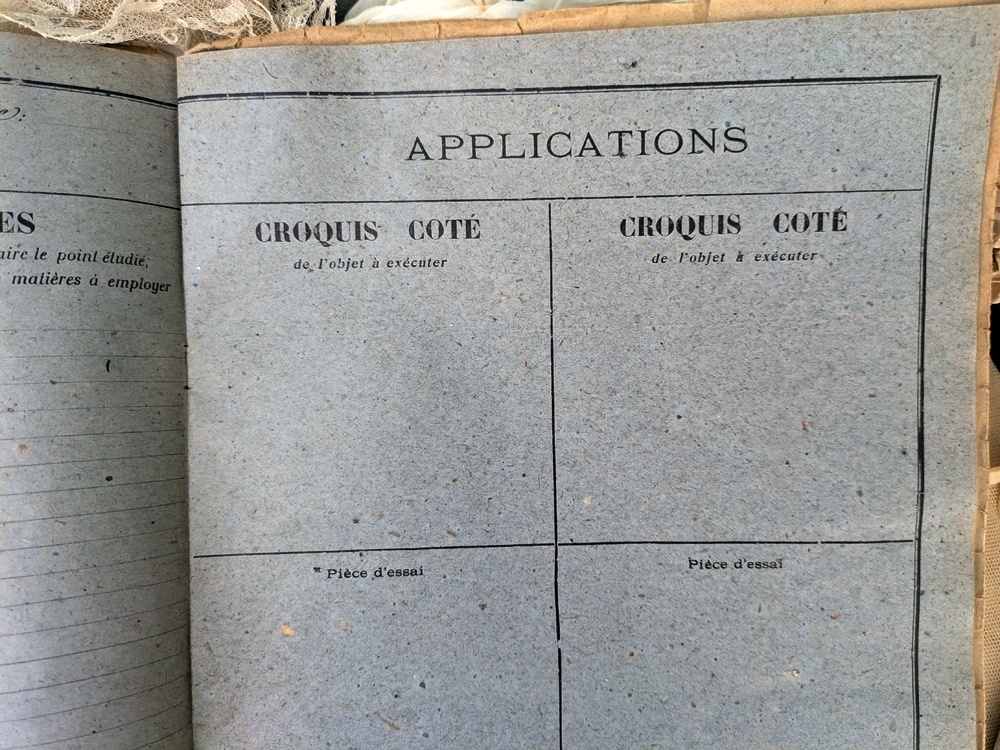 ES
aire le point étudié;
matières à employer
APPLICATIONS
CROQUIS COTÉ
de l'objet à exécuter
Pièce d'essai
CROQUIS COTÉ
de l'objet à exécuter
Pièce d'essai